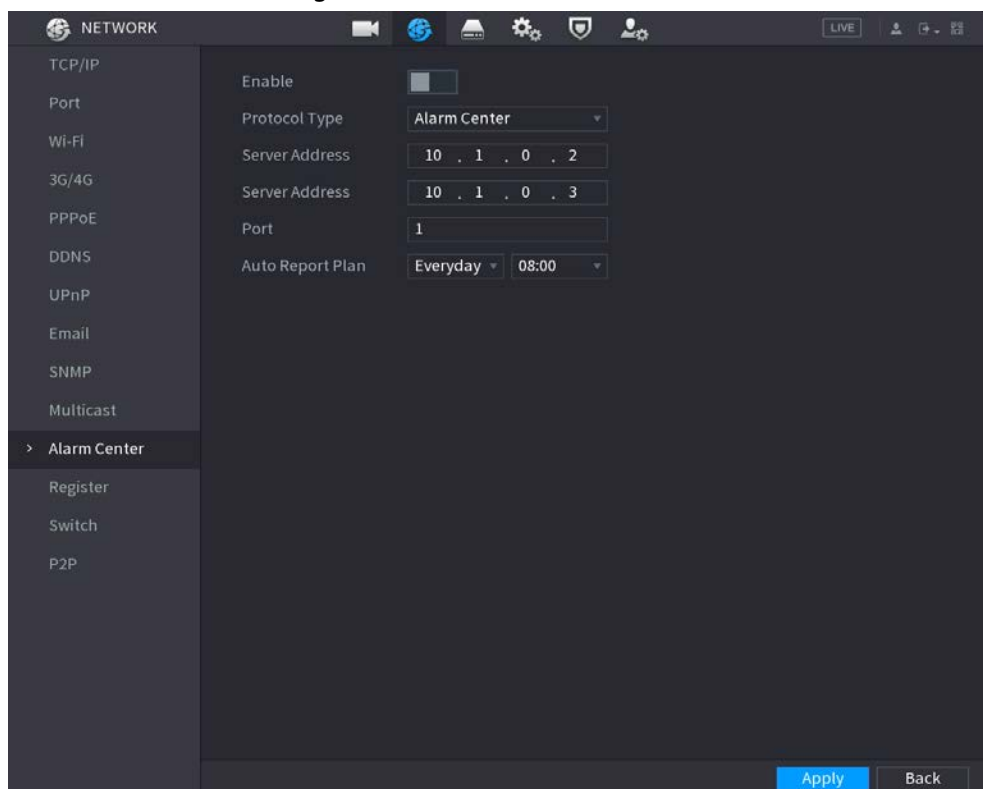 NETWORK
LIVE
TCP/IP
Port
Wi-Fi
3G/4G
PPPoE
DDNS
UPnP
Email
SNMP
Multicast
> Alarm Center
Register
Switch
P2P
Enable
Protocol Type Alarm Center
Server Address 10 . 1 . 0 . 2
Server Address 10 . 1 . 0 . 3
Port 1
Auto Report Plan Everyday 08:00
Apply Back